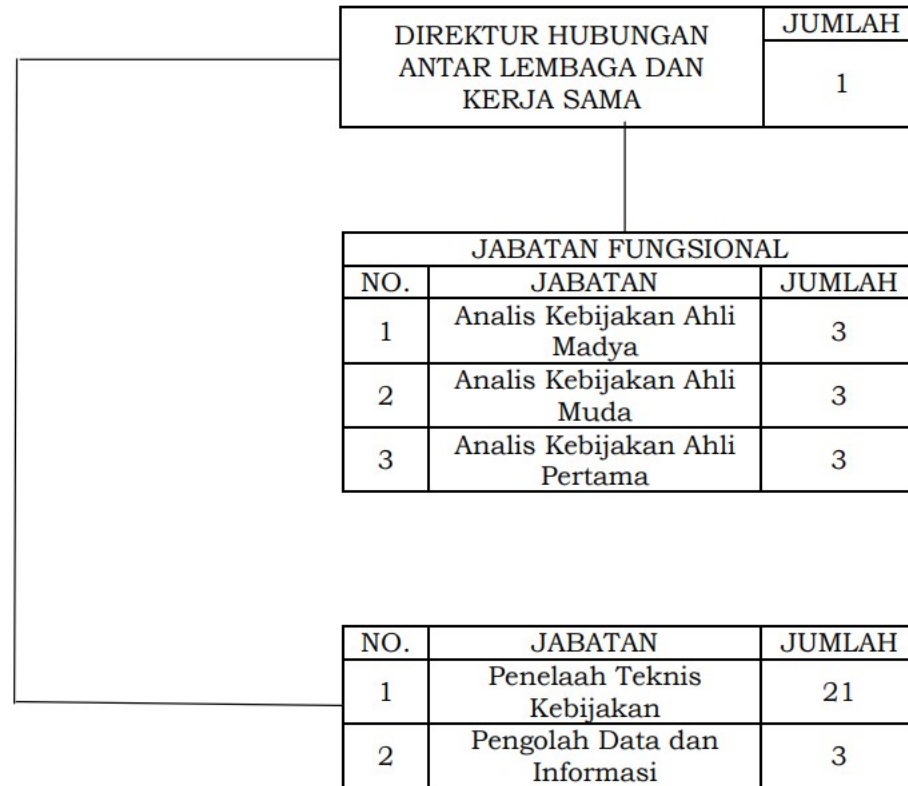 DIREKTUR HUBUNGAN
ANTAR LEMBAGA DAN
KERJA SAMA
JUMLAH
1
JABATAN FUNGSIONAL
NO. JABATAN JUMLAH
1 Analis Kebijakan Ahli
Madya 3
2 Analis Kebijakan Ahli
Muda 3
3 Analis Kebijakan Ahli
Pertama 3
NO. JABATAN JUMLAH
1 Penelaah Teknis
Kebijakan 21
2 Pengolah Data dan
Informasi 3